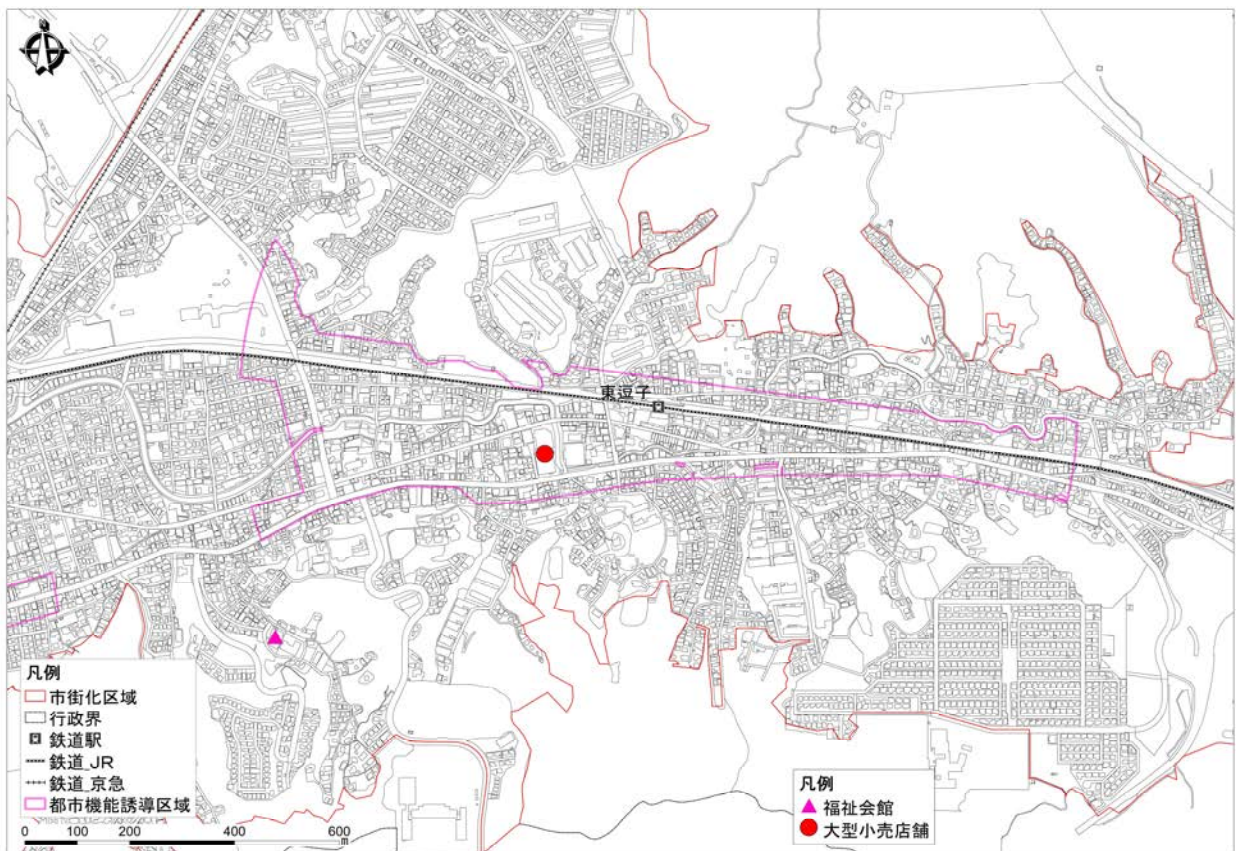 東逗子
凡例
市街化区域
行政界
鉄道駅
鉄道_JR
鉄道_京急
都市機能誘導区域
0 100 200 400 600
m
凡例
福祉会館
大型小売店舗